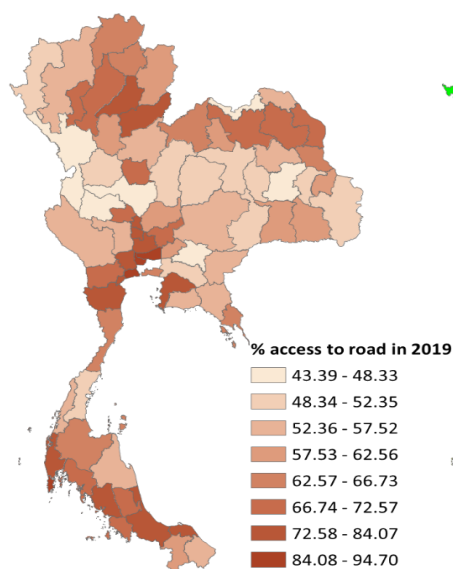 % access to road in 2019
43.39 - 48.33
48.34 - 52.35
52.36 - 57.52
57.53 - 62.56
62.57 - 66.73
66.74 - 72.57
72.58 - 84.07
84.08 - 94.70